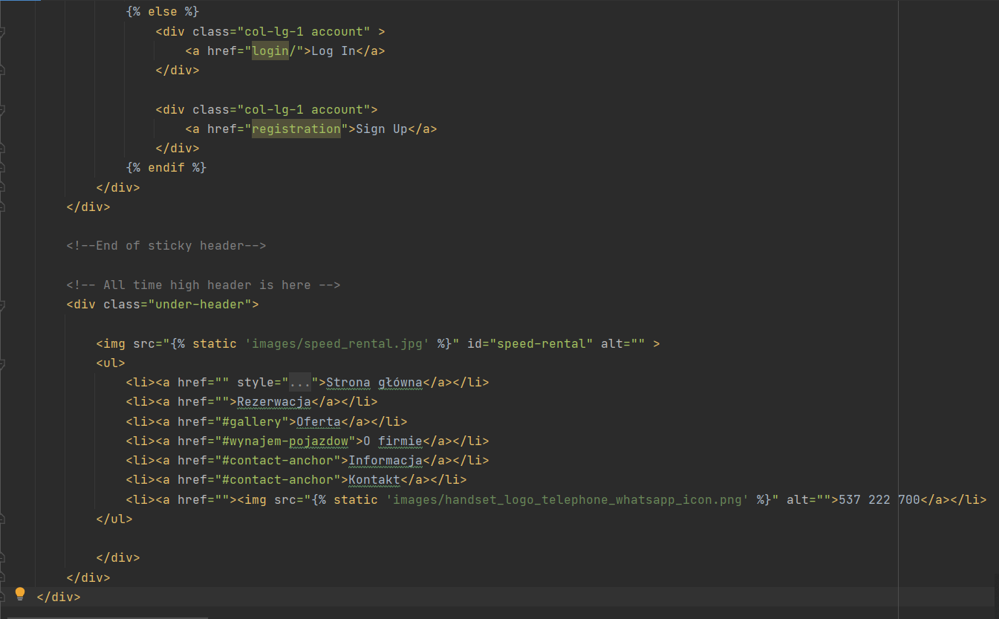 {% else %}
<div class="col-lg-1 account" >
<a href="login/">Log In</a>
</div>
<div class="col-lg-1 account">
<a href="registration">Sign Up</a>
</div>
{% endif %}
</div>
</div>
<!--End of sticky header-->
<!-- All time high header is here -->
<div class="under-header">
<img src="{% static 'images/speed_rental.jpg' %}" id="speed-rental" alt="" >
<ul>
<li><a href="" style="...">Strona główna</a></li>
<li><a href="">Rezerwacja</a></li>
<li><a href="#gallery">Oferta</a></li>
<li><a href="#wynajem-pojazdow">O firmie</a></li>
<li><a href="#contact-anchor">Informacja</a></li>
<li><a href="#contact-anchor">Kontakt</a></li>
<li><a href=""><img src="{% static 'images/handset_logo_telephone_whatsapp_icon.png' %}" alt="">537 222 700</a></li>
</ul>
</div>
</div>
</div>